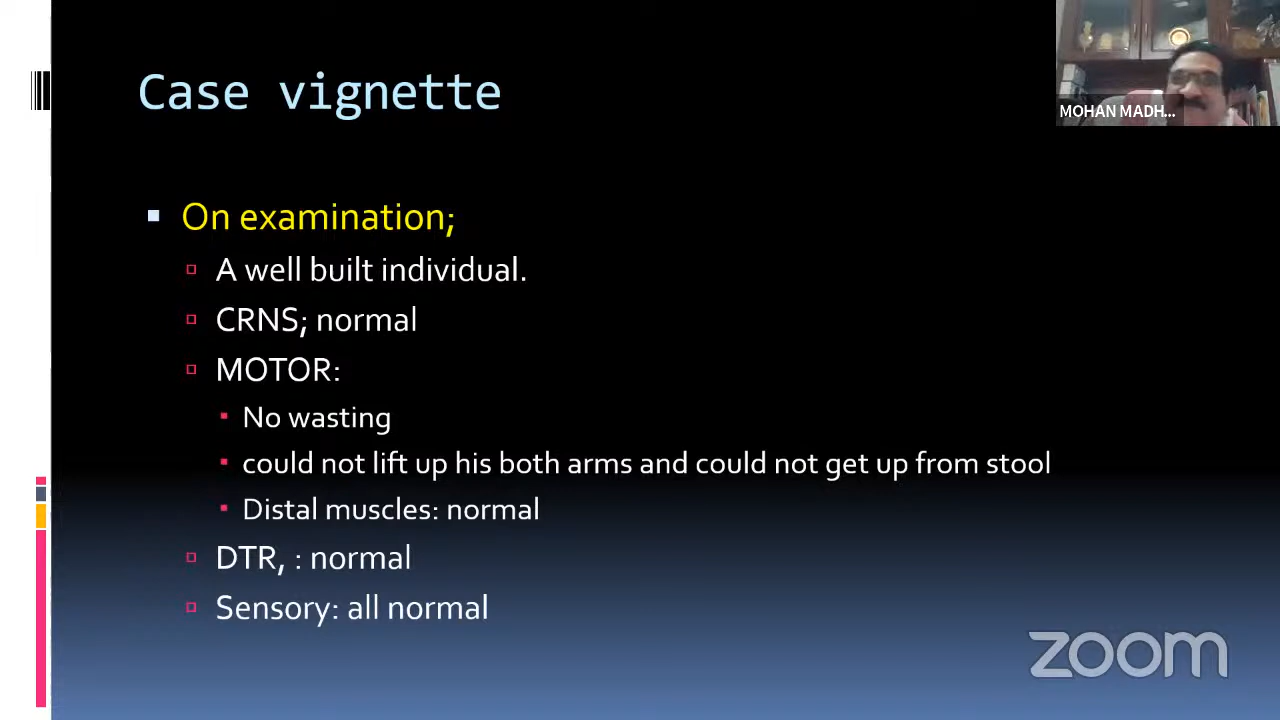 Case vignette
MOHAN MADH...
On examination;
A well built individual.
CRNS; normal
MOTOR:
No wasting
could not lift up his both arms and could not get up from stool
Distal muscles: normal
DTR, : normal
Sensory: all normal
zoom